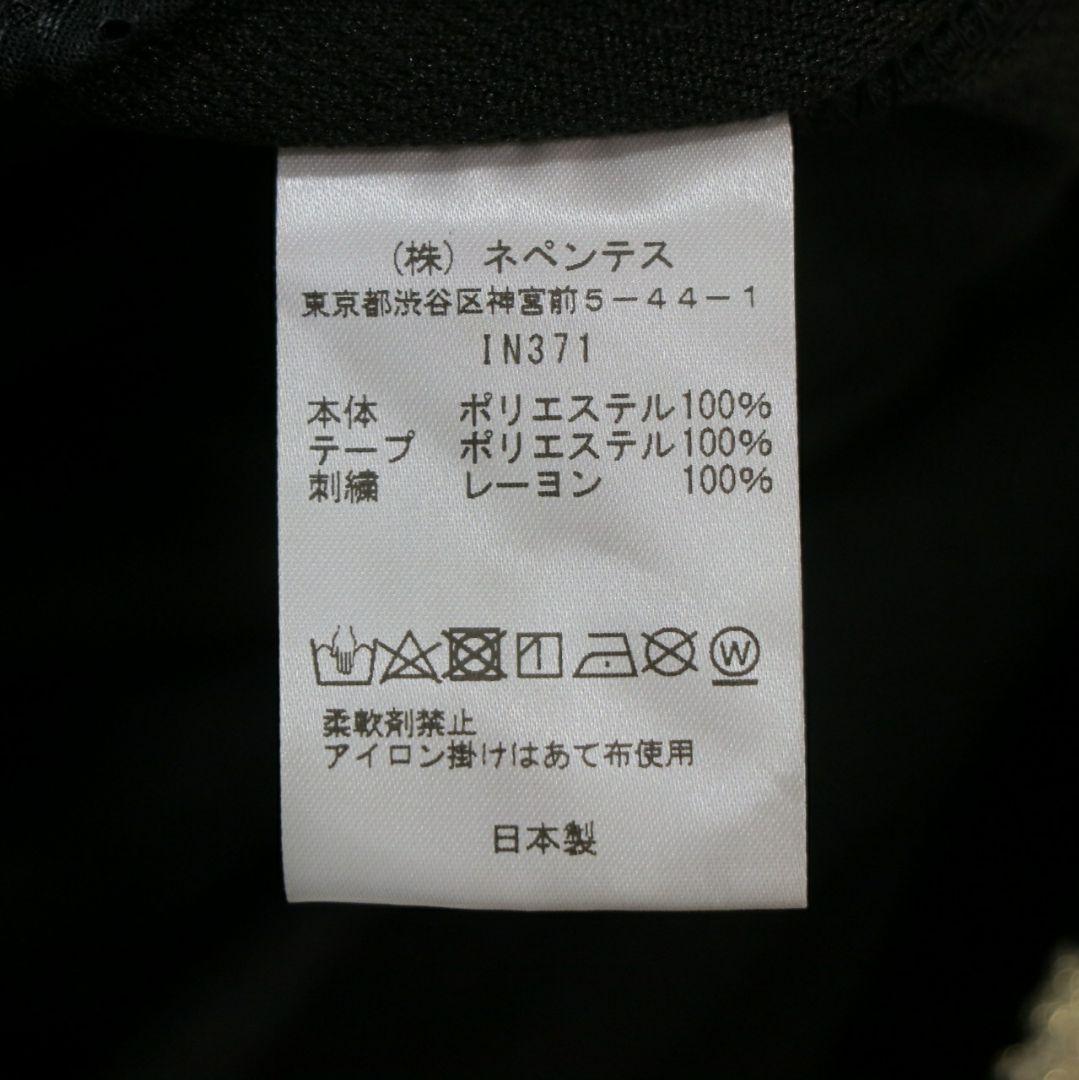 (株) ネペンテス
東京都渋谷区神宮前５－４４－１
IN371
本体 ポリエステル100%
テープ ポリエステル100%
刺繍 レーヨン 100%
W
柔軟剤禁止
アイロン掛けはあて布使用
日本製